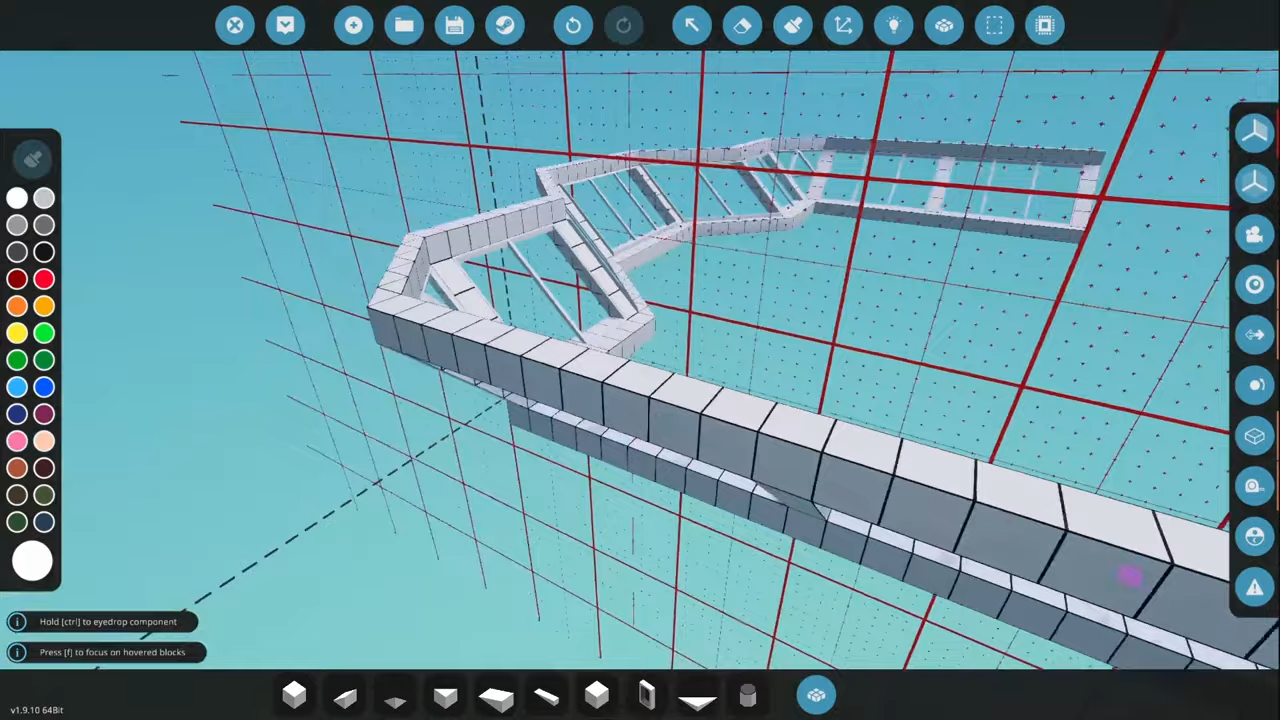 Hold [ctrl] to eyedrop component
Press [f] to focus on hovered blocks
v1.9.10 64Bit